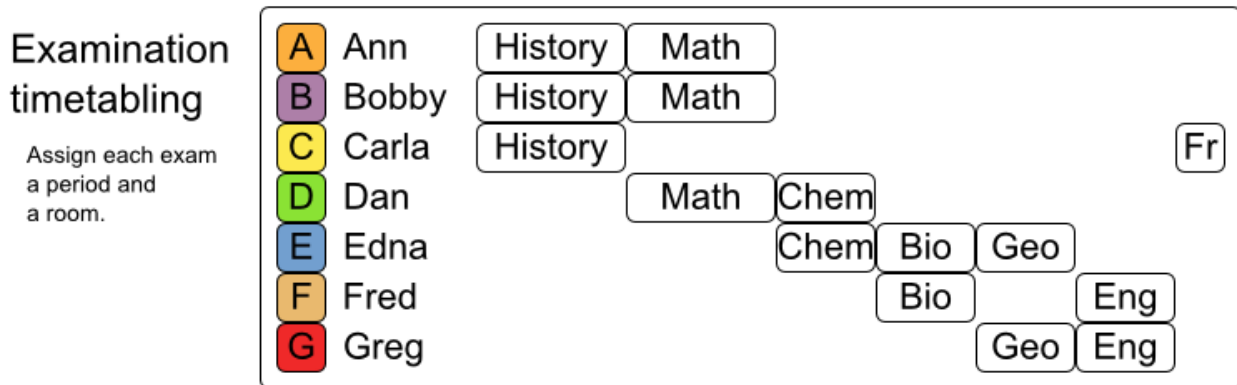 Examination
timetabling
Assign each exam
a period and
a room.
A Ann History Math
B Bobby History Math
C Carla History Fr
D Dan Math Chem
E Edna Chem Bio Geo
F Fred Bio Eng
G Greg Geo Eng